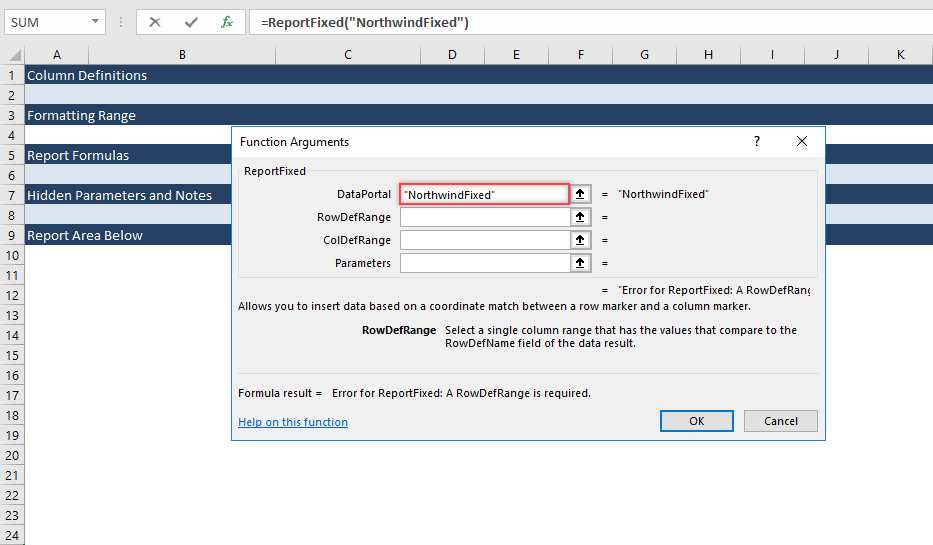 SUM fx =ReportFixed("NorthwindFixed")
A B C D E F G H I J K
1 Column Definitions
2
3 Formatting Range
4
Function Arguments ? ×
5 Report Formulas
ReportFixed
6
DataPortal "NorthwindFixed" = "NorthwindFixed"
7 Hidden Parameters and Notes
RowDefRange =
8
9 Report Area Below
ColDefRange =
10
Parameters =
11
= "Error for ReportFixed: A RowDefRang
12
Allows you to insert data based on a coordinate match between a row marker and a column marker.
13
RowDefRange Select a single column range that has the values that compare to the
14
RowDefName field of the data result.
15
16
17
Formula result = Error for ReportFixed: A RowDefRange is required.
18
Help on this function OK Cancel
19
20
21
22
23
24